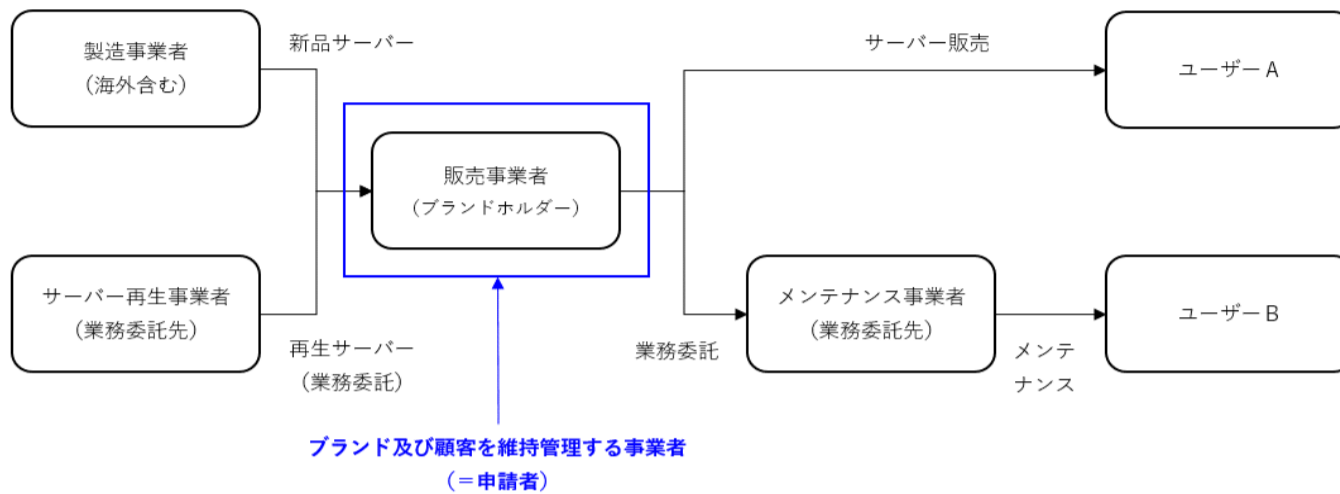 製造事業者
(海外含む)
新品サーバー
サーバー販売
ユーザーA
販売事業者
(ブランドホルダー)
サーバー再生事業者
(業務委託先)
再生サーバー
(業務委託)
業務委託
メンテナンス事業者
(業務委託先)
メンテ
ナンス
ユーザーB
ブランド及び顧客を維持管理する事業者
(=申請者)